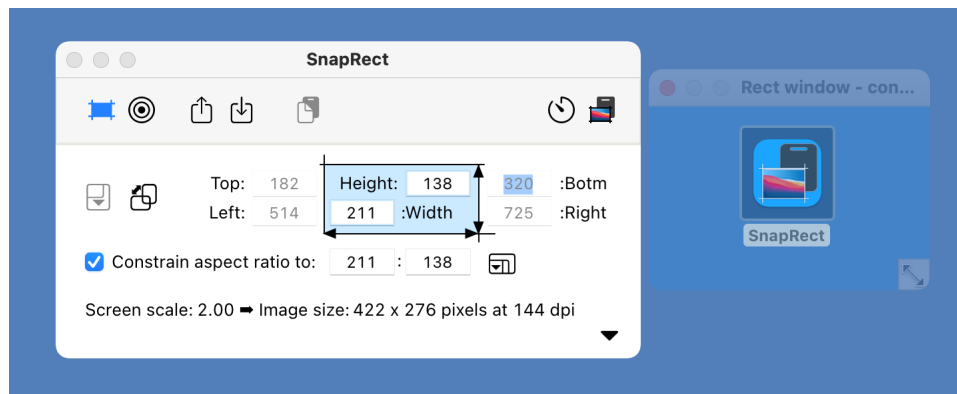 SnapRect
Rect window - con...
Top: 182 Height: 138 320 :Botm
Left: 514 211 :Width 725 :Right
SnapRect
Constrain aspect ratio to: 211 : 138
Screen scale: 2.00 ➡ Image size: 422 x 276 pixels at 144 dpi